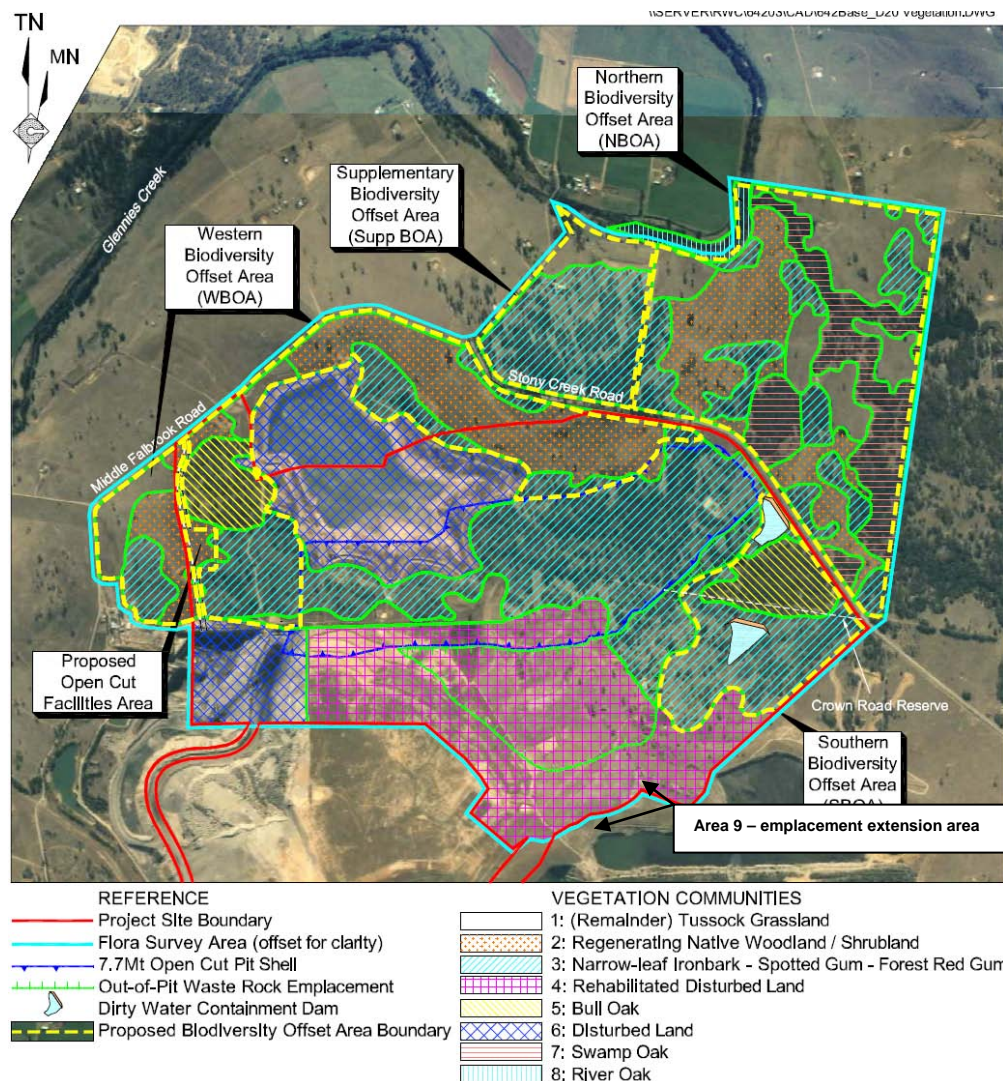 \\SERVER\RWC\64203\CAD\642Base_D20 Vegetation.DWG
TN
MN
Northern
Biodiversity
Offset Area
(NBOA)
Supplementary
Biodiversity
Offset Area
(Supp BOA)
Glennies Creek
Western
Biodiversity
Offset Area
(WBOA)
Stony Creek Road
Middle Falbrook Road
Proposed
Open Cut
Facilities Area
Crown Road Reserve
Southern
Biodiversity
Offset Area
(SBOA)
Area 9 – emplacement extension area
REFERENCE
Project Site Boundary
Flora Survey Area (offset for clarity)
7.7Mt Open Cut Pit Shell
Out-of-Pit Waste Rock Emplacement
Dirty Water Containment Dam
Proposed Biodiversity Offset Area Boundary
VEGETATION COMMUNITIES
1: (Remainder) Tussock Grassland
2: Regenerating Native Woodland / Shrubland
3: Narrow-leaf Ironbark - Spotted Gum - Forest Red Gum
4: Rehabilitated Disturbed Land
5: Bull Oak
6: Disturbed Land
7: Swamp Oak
8: River Oak